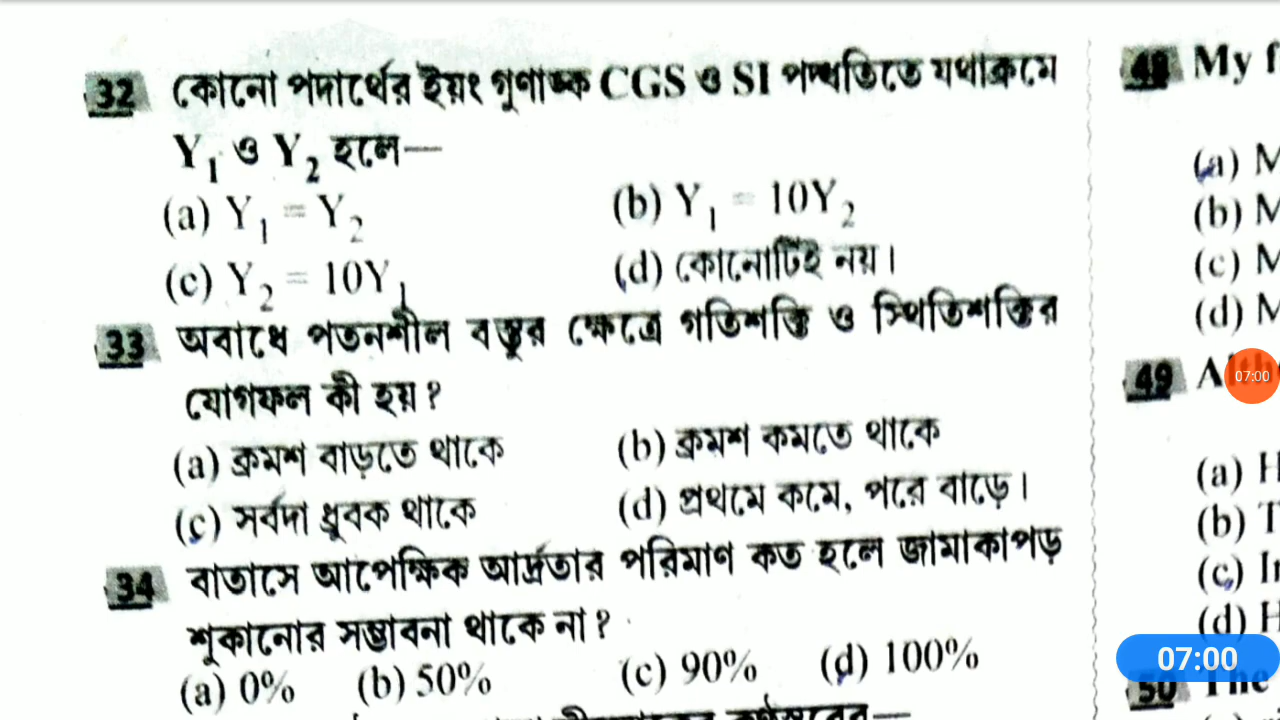 32 কোনো পদার্থের ইয়ং গুণাঙ্ক CGS ও SI পদ্ধতিতে যথাক্রমে
Y₁ ও Y₂ হলে—
(a) Y₁ = Y₂ (b) Y₁ = 10Y₂
(c) Y₂ = 10Y₁ (d) কোনোটিই নয়।
33 অবাধে পতনশীল বস্তুর ক্ষেত্রে গতিশক্তি ও স্থিতিশক্তির
যোগফল কী হয়?
(a) ক্রমশ বাড়তে থাকে (b) ক্রমশ কমতে থাকে
(c) সর্বদা ধ্রুবক থাকে (d) প্রথমে কমে, পরে বাড়ে।
34 বাতাসে আপেক্ষিক আর্দ্রতার পরিমাণ কত হলে জামাকাপড়
শুকানোর সম্ভাবনা থাকে না?
(a) 0% (b) 50% (c) 90% (d) 100%
48 My
(a)
(b)
(c)
(d)
49
07:00
(a)
(b)
(c)
(d)
07:00
50 The